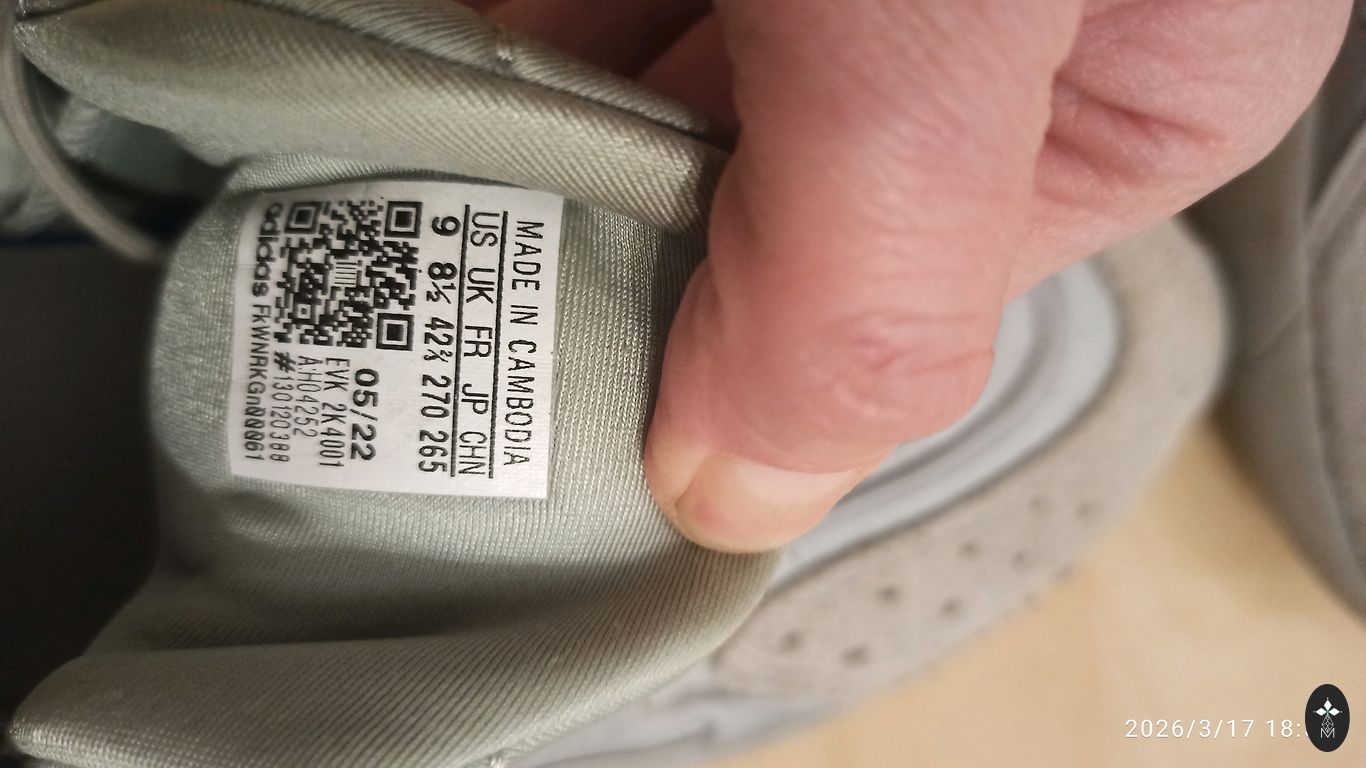 MADE IN CAMBODIA
US UK FR JP CHN
9 8½ 42⅔ 270 265
05/22
EVK 2K4001
AH04252
#130120388
adidas
2026/3/17 18:
M